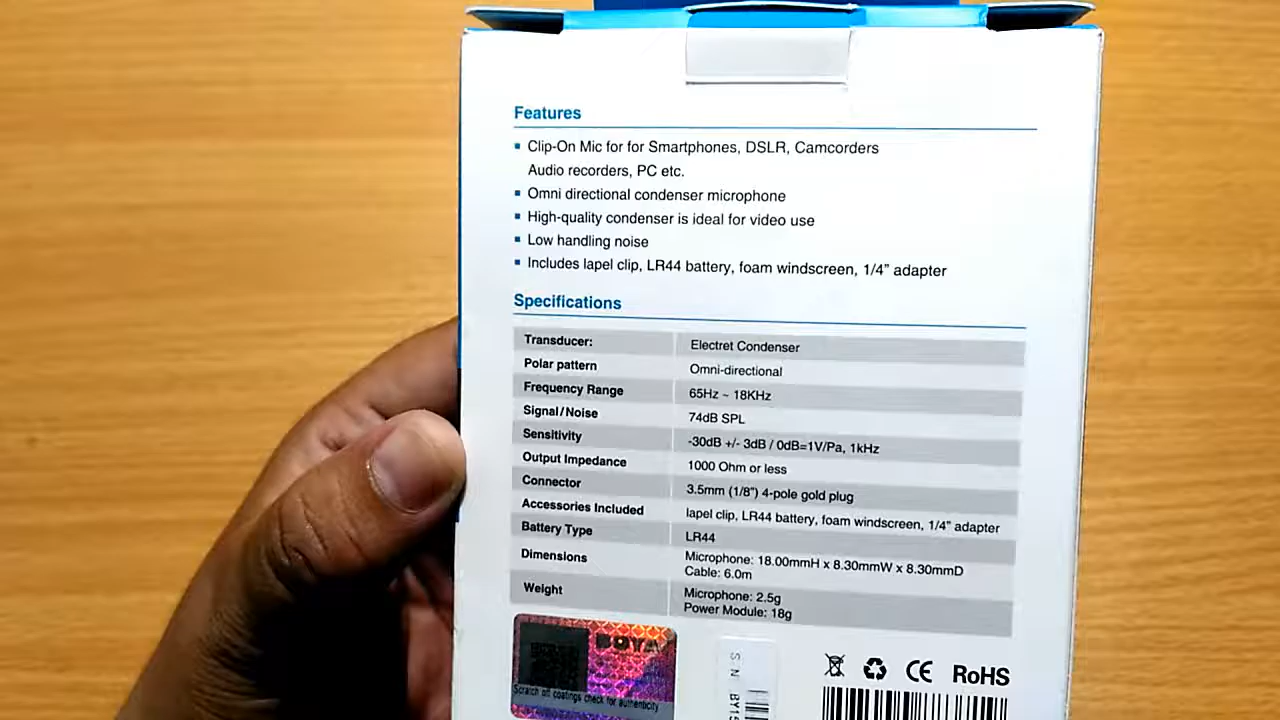 Features
Clip-On Mic for for Smartphones, DSLR, Camcorders
Audio recorders, PC etc.
Omni directional condenser microphone
High-quality condenser is ideal for video use
Low handling noise
Includes lapel clip, LR44 battery, foam windscreen, 1/4” adapter
Specifications
Transducer: Electret Condenser
Polar pattern Omni-directional
Frequency Range 65Hz ~ 18KHz
Signal/Noise 74dB SPL
Sensitivity -30dB +/- 3dB / 0dB=1V/Pa, 1kHz
Output Impedance 1000 Ohm or less
Connector 3.5mm (1/8”) 4-pole gold plug
Accessories Included lapel clip, LR44 battery, foam windscreen, 1/4” adapter
Battery Type LR44
Dimensions Microphone: 18.00mmH x 8.30mmW x 8.30mmD
Cable: 6.0m
Weight Microphone: 2.5g
Power Module: 18g
BOYA
Scratch off coatings check for authenticity
S N BY15
CE RoHS